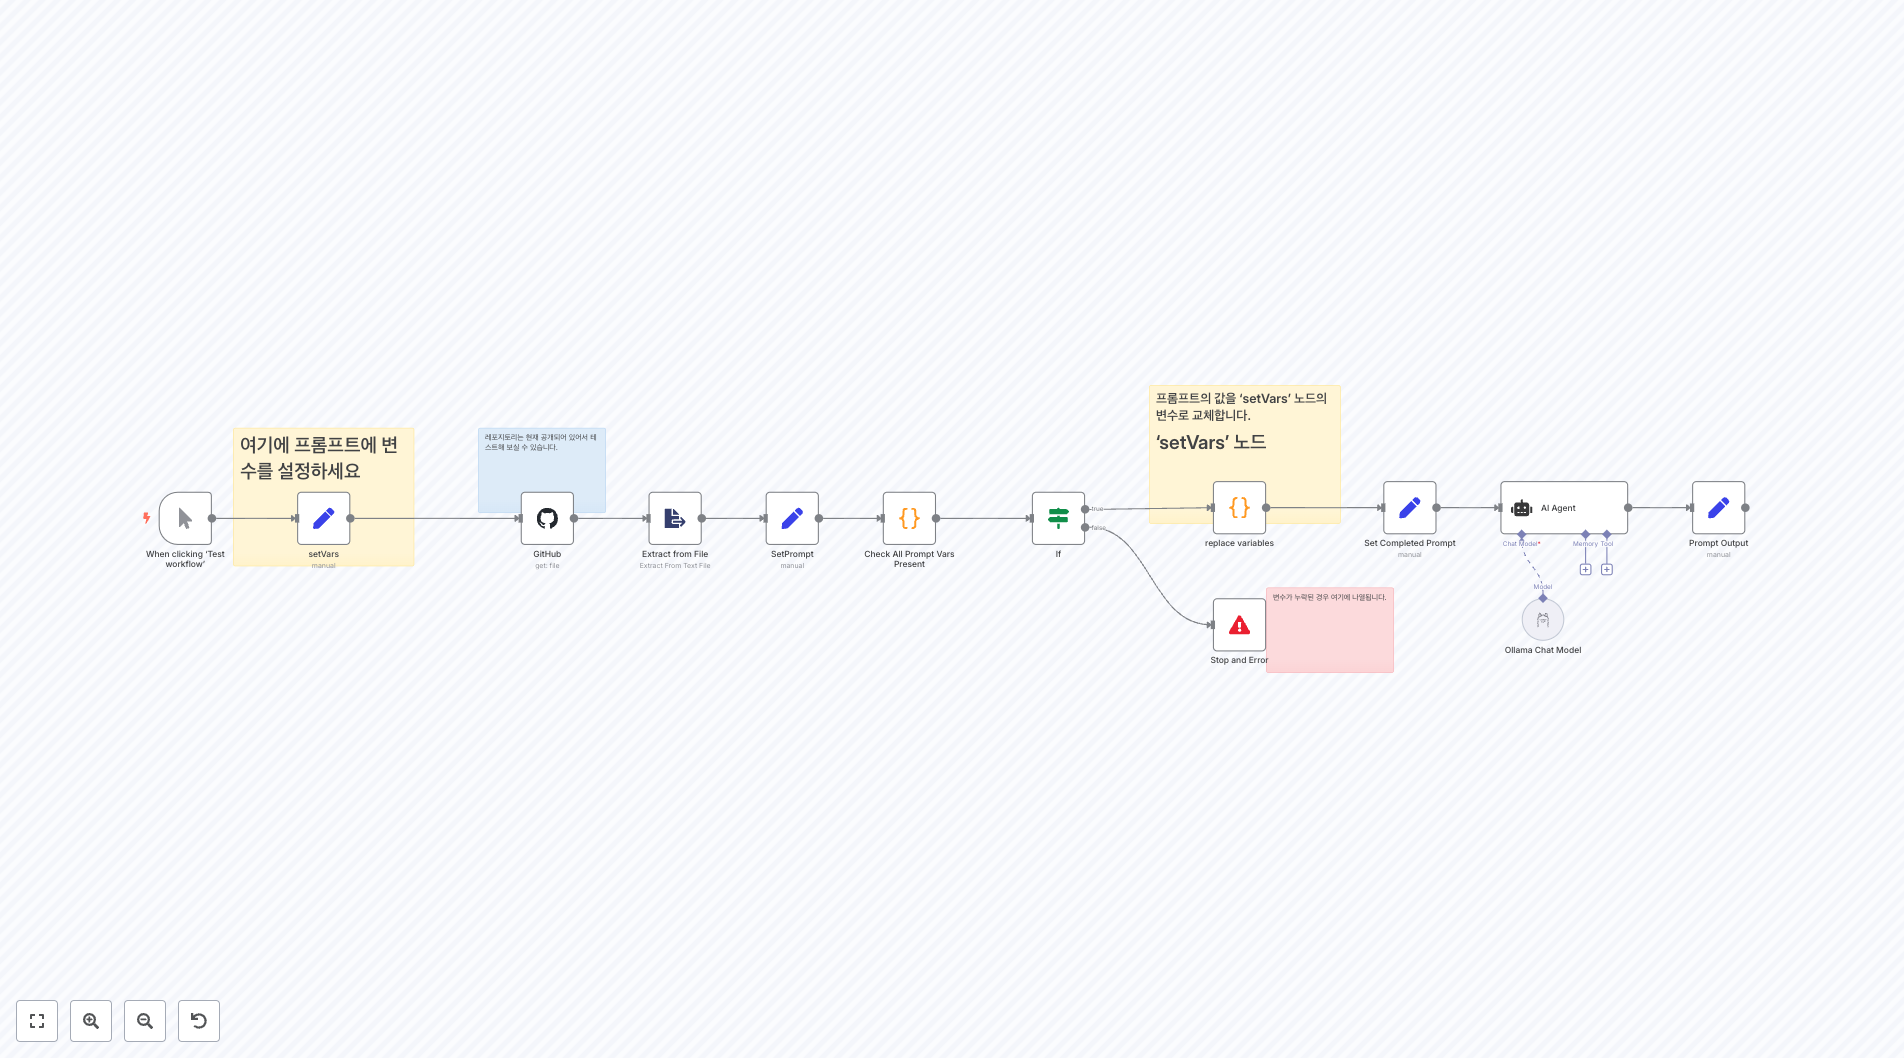 프롬프트의 값을 ‘setVars’ 노드의
변수로 교체합니다.
‘setVars’ 노드
여기에 프롬프트에 변
수를 설정하세요
레포지토리는 현재 공개되어 있어서 테
스트해 보실 수 있습니다.
When clicking ‘Test
workflow’
setVars
manual
GitHub
get: file
Extract from File
Extract From Text File
SetPrompt
manual
Check All Prompt Vars
Present
If
true
false
replace variables
Set Completed Prompt
manual
AI Agent
Chat Model*
Memory
Tool
Prompt Output
manual
Model
Ollama Chat Model
변수가 누락된 경우 여기에 나열됩니다.
Stop and Error